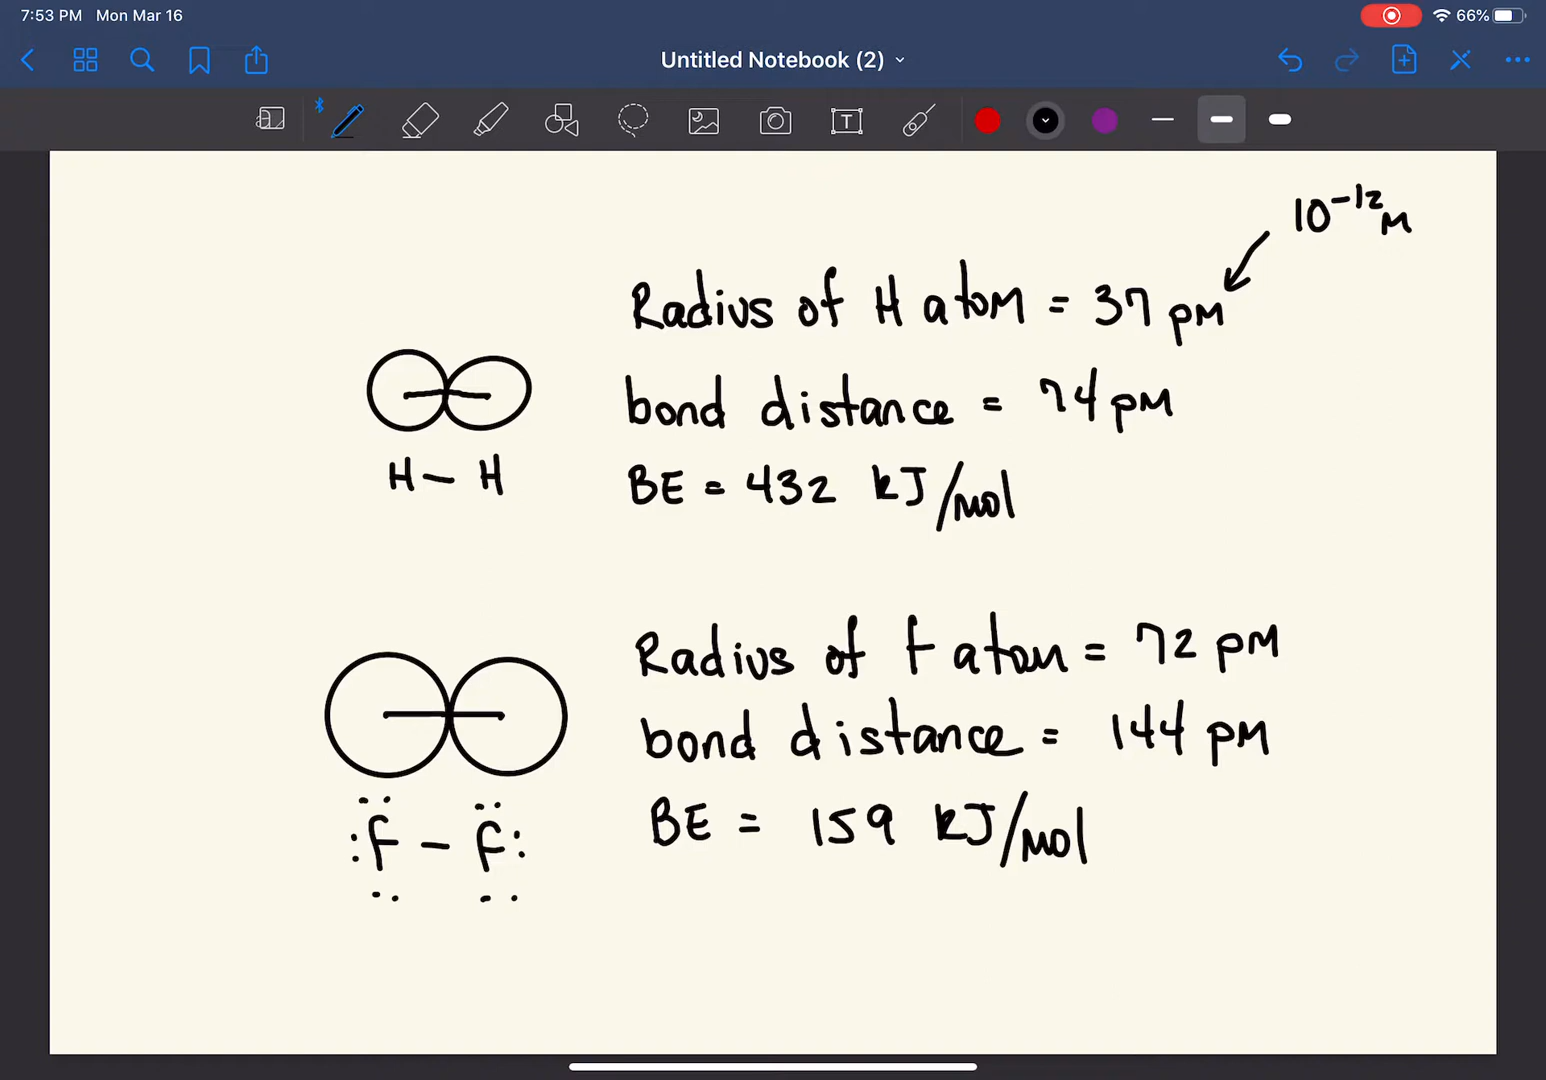 7:53 PM Mon Mar 16
66%
Untitled Notebook (2)
T
10⁻¹²M
Radius of H atom = 37 pm
bond distance = 74 pm
H - H
BE = 432 kJ/mol
Radius of F atom = 72 pm
bond distance = 144 pm
:F - F:
BE = 159 kJ/mol